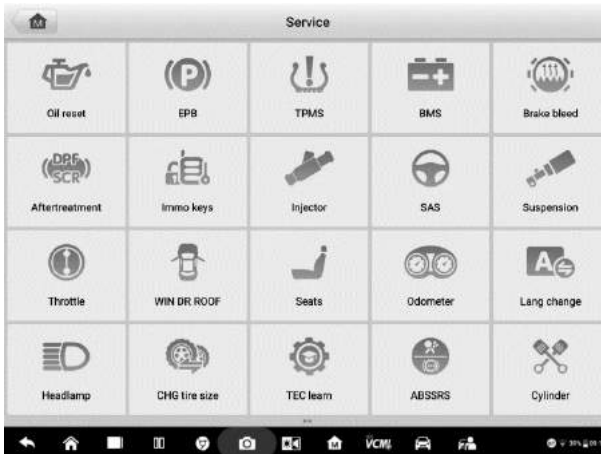 Service
Oil reset
EPB
TPMS
BMS
Brake bleed
DPF
SCR
Aftertreatment
Immo keys
Injector
SAS
Suspension
Throttle
WIN DR ROOF
Seats
Odometer
Lang change
Headlamp
CHG tire size
TEC learn
ABSSRS
Cylinder
VCMI